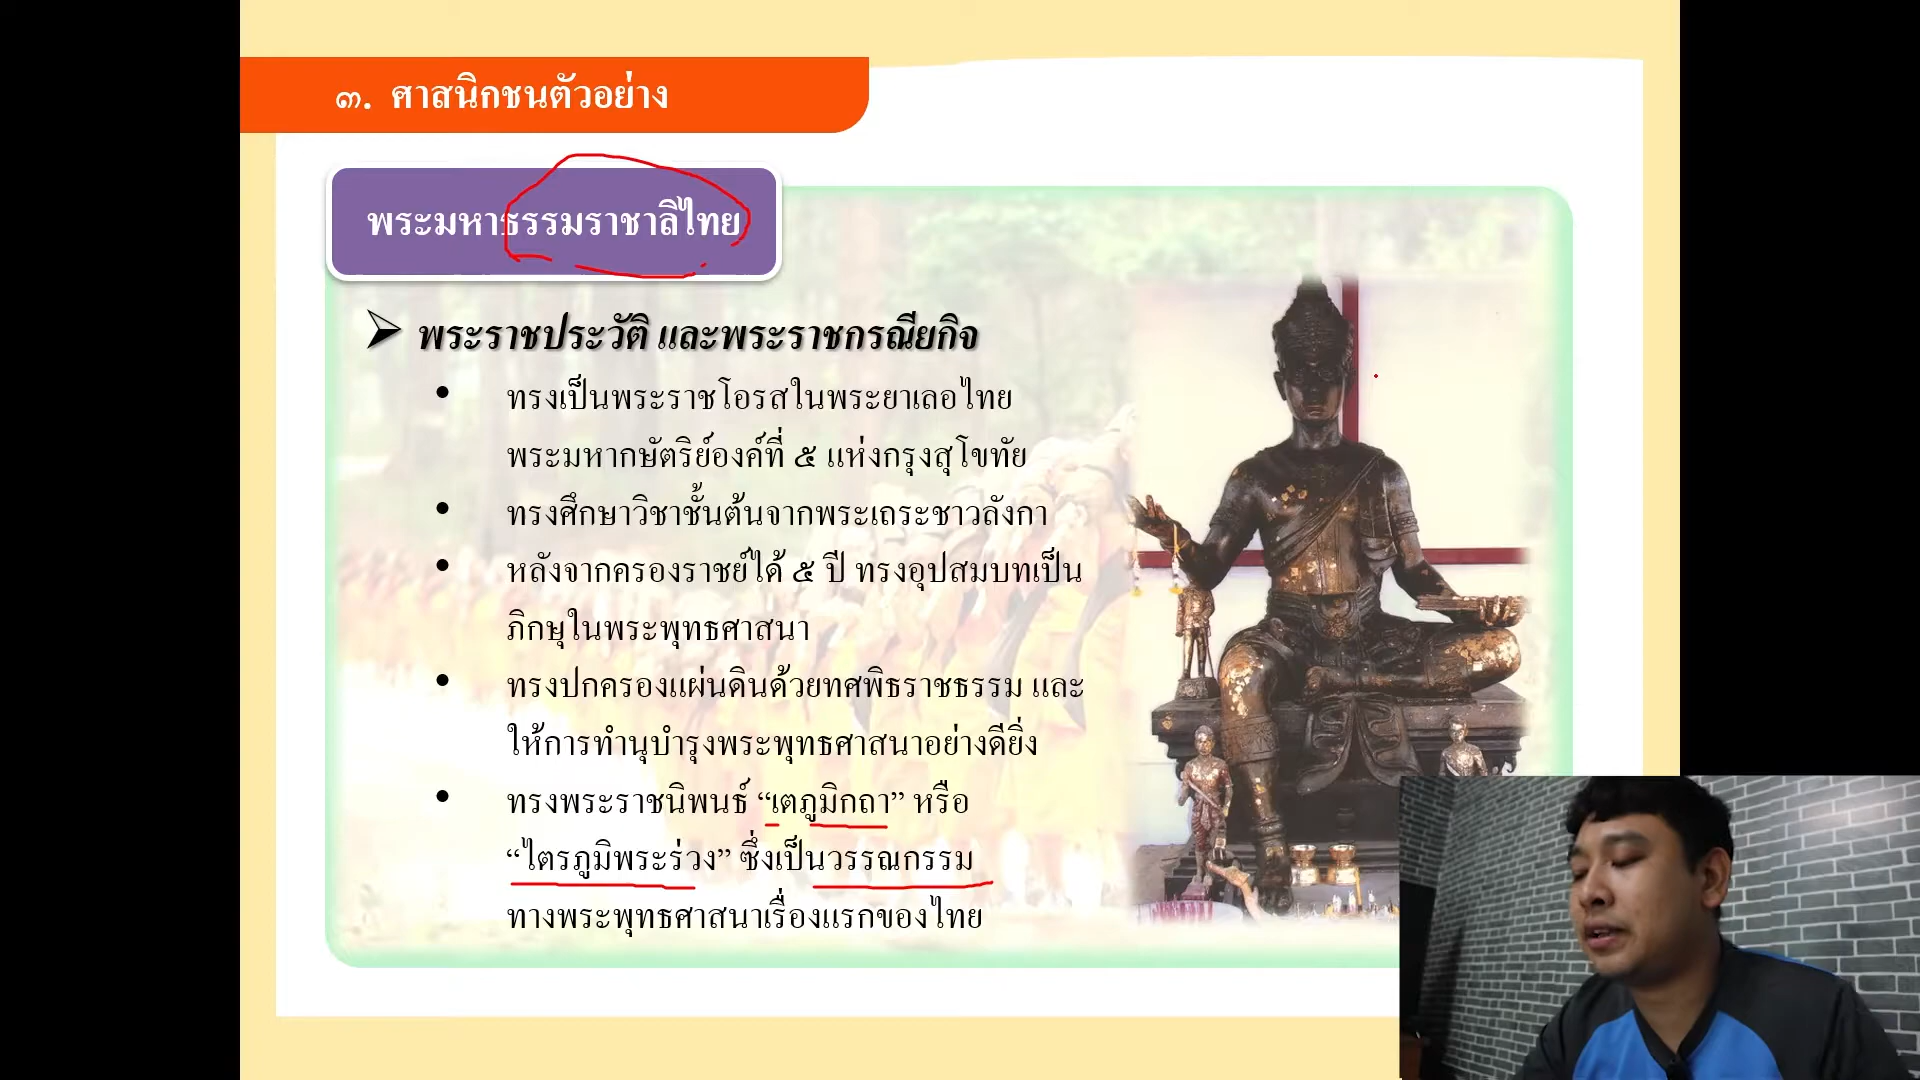 ๓. ศาสนิกชนตัวอย่าง
พระมหาธรรมราชาลิไทย
พระราชประวัติ และพระราชกรณียกิจ
• ทรงเป็นพระราชโอรสในพระยาเลอไทย
พระมหากษัตริย์องค์ที่ ๕ แห่งกรุงสุโขทัย
• ทรงศึกษาวิชาชั้นต้นจากพระเถระชาวลังกา
• หลังจากครองราชย์ได้ ๕ ปี ทรงอุปสมบทเป็น
ภิกษุในพระพุทธศาสนา
• ทรงปกครองแผ่นดินด้วยทศพิธราชธรรม และ
ให้การทำนุบำรุงพระพุทธศาสนาอย่างดียิ่ง
• ทรงพระราชนิพนธ์ “เตภูมิกถา” หรือ
“ไตรภูมิพระร่วง” ซึ่งเป็นวรรณกรรม
ทางพระพุทธศาสนาเรื่องแรกของไทย